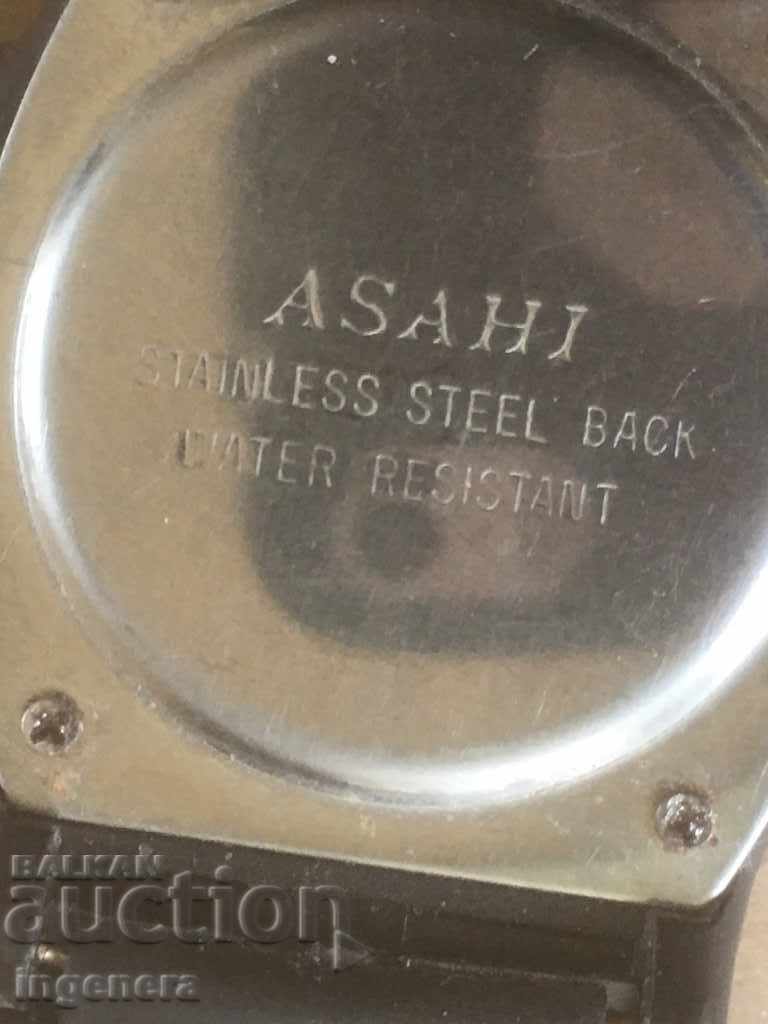 ASAHI
STAINLESS STEEL BACK
WATER RESISTANT
BALKAN
auction
ingenera